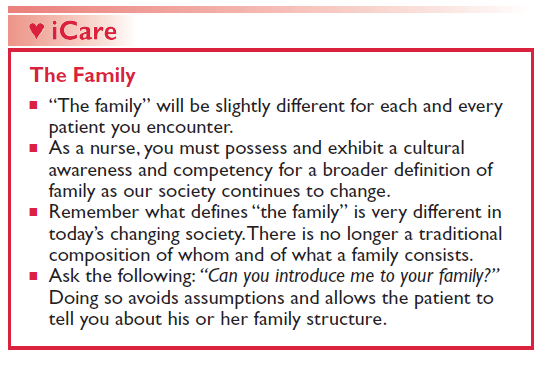 ♥ iCare
The Family
■ “The family” will be slightly different for each and every
patient you encounter.
■ As a nurse, you must possess and exhibit a cultural
awareness and competency for a broader definition of
family as our society continues to change.
■ Remember what defines “the family” is very different in
today’s changing society. There is no longer a traditional
composition of whom and of what a family consists.
■ Ask the following: “Can you introduce me to your family?”
Doing so avoids assumptions and allows the patient to
tell you about his or her family structure.